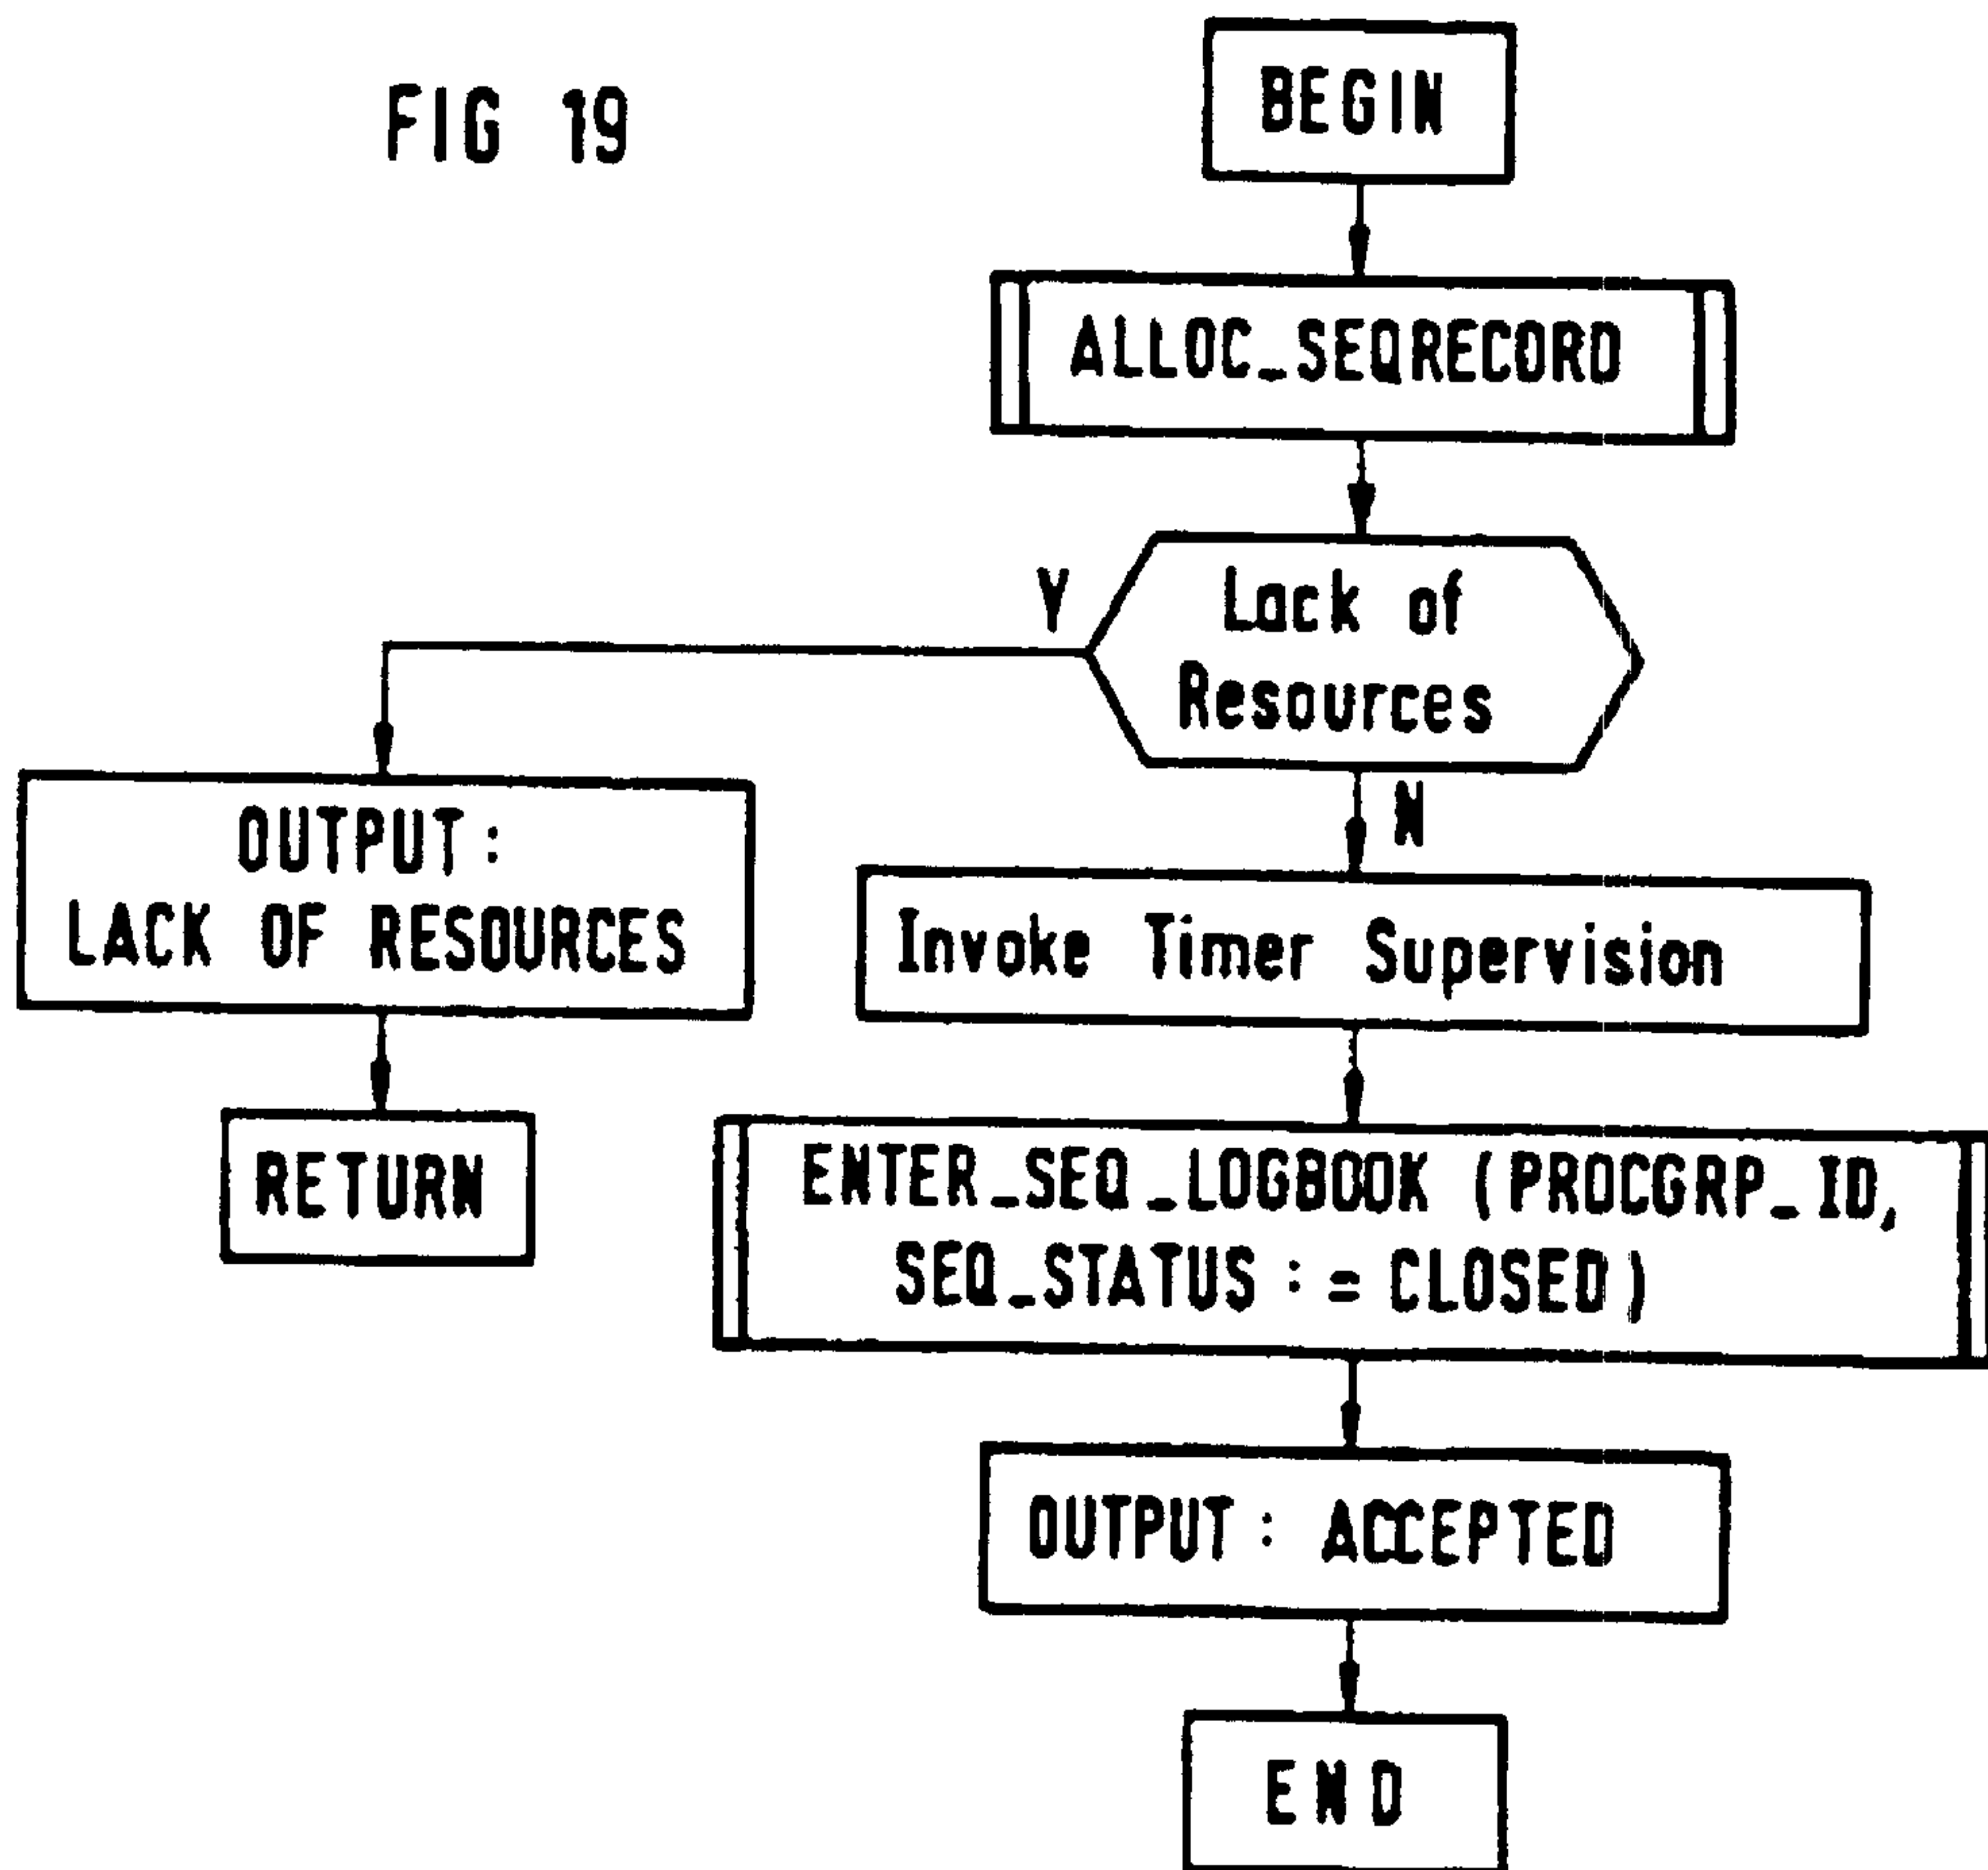 FIG 19
BEGIN
ALLOC_SEQRECORD
Lack of
Resources
Y
N
OUTPUT:
LACK OF RESOURCES
RETURN
Invoke Timer Supervision
ENTER_SEQ_LOGBOOK (PROCGRP_ID,
SEQ_STATUS := CLOSED)
OUTPUT: ACCEPTED
END